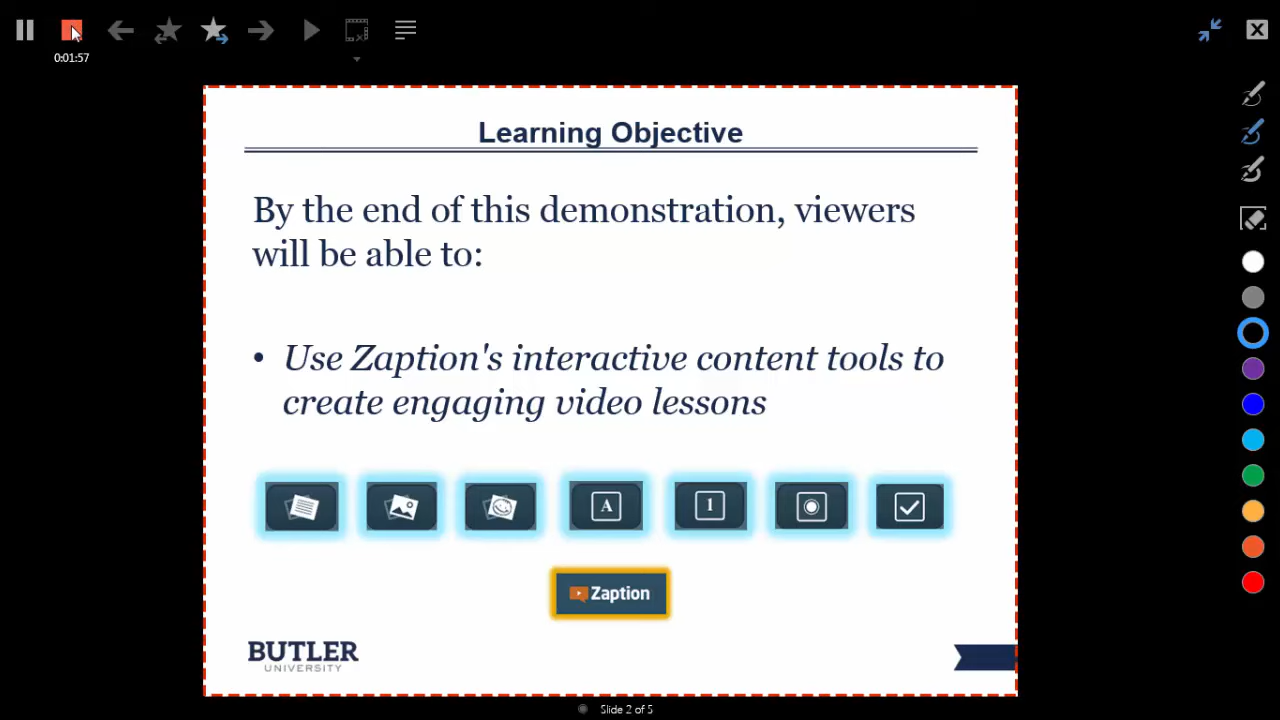 0:01:57
Learning Objective
By the end of this demonstration, viewers
will be able to:
• Use Zaption's interactive content tools to
create engaging video lessons
A
1
Zaption
BUTLER
UNIVERSITY
Slide 2 of 5